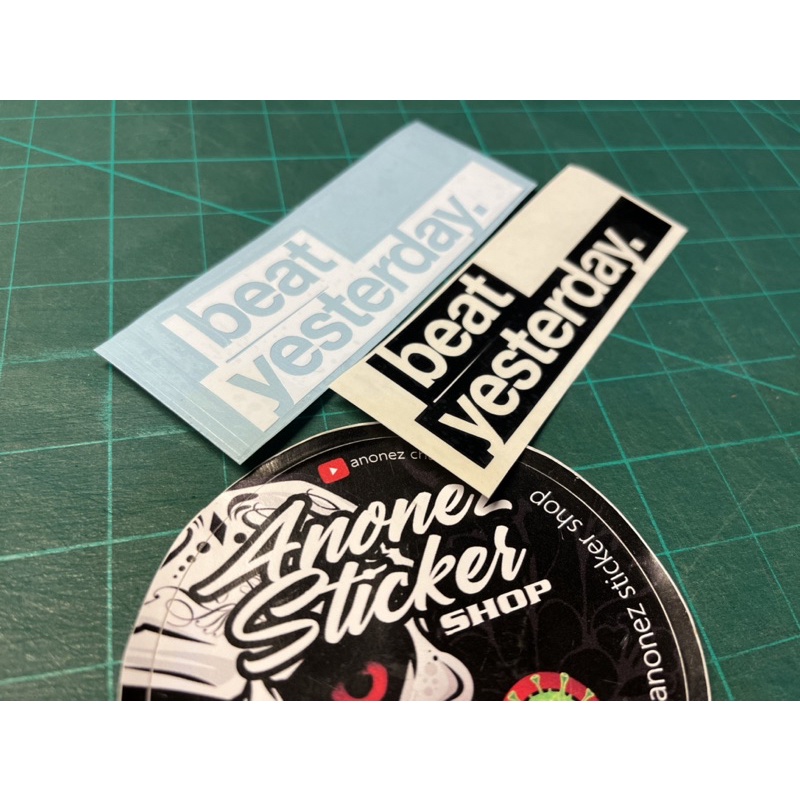 beat
yesterday.
beat
yesterday.
anonez
Anonez
Sticker
SHOP
anonez sticker shop